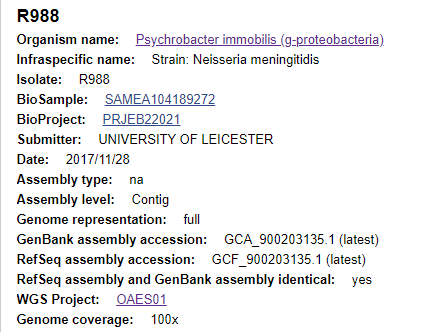 R988
Organism name: Psychrobacter immobilis (g-proteobacteria)
Infraspecific name: Strain: Neisseria meningitidis
Isolate: R988
BioSample: SAMEA104189272
BioProject: PRJEB22021
Submitter: UNIVERSITY OF LEICESTER
Date: 2017/11/28
Assembly type: na
Assembly level: Contig
Genome representation: full
GenBank assembly accession: GCA_900203135.1 (latest)
RefSeq assembly accession: GCF_900203135.1 (latest)
RefSeq assembly and GenBank assembly identical: yes
WGS Project: OAES01
Genome coverage: 100x